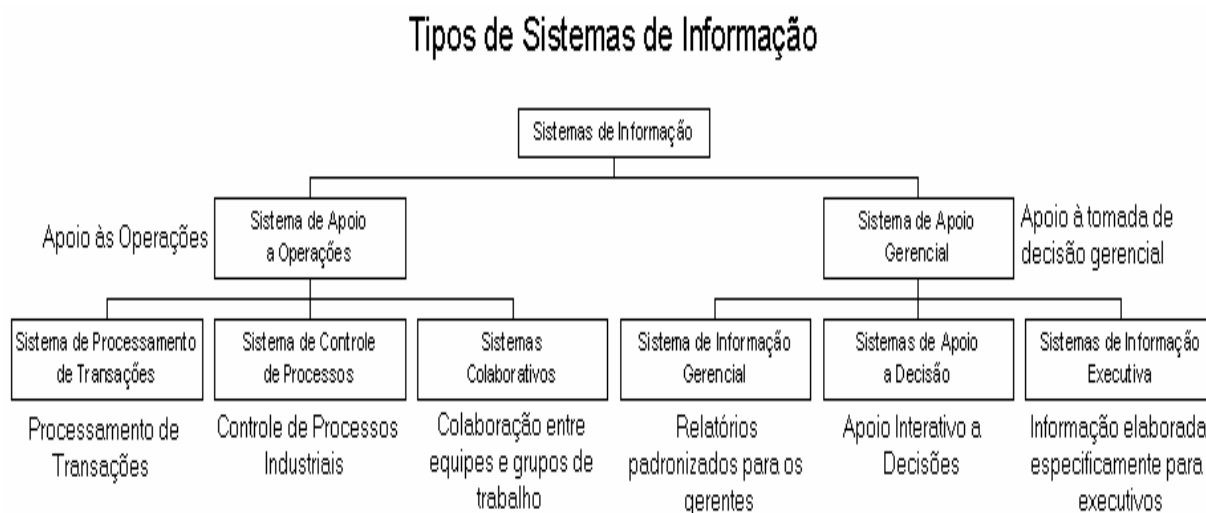 Tipos de Sistemas de Informação
Sistemas de Informação
Apoio às Operações
Sistema de Apoio
a Operações
Sistema de Apoio
Gerencial
Apoio à tomada de
decisão gerencial
Sistema de Processamento
de Transações
Sistema de Controle
de Processos
Sistemas
Colaborativos
Sistema de Informação
Gerencial
Sistemas de Apoio
a Decisão
Sistemas de Informação
Executiva
Processamento de
Transações
Controle de Processos
Industriais
Colaboração entre
equipes e grupos de
trabalho
Relatórios
padronizados para os
gerentes
Apoio Interativo a
Decisões
Informação elaborada
especificamente para
executivos